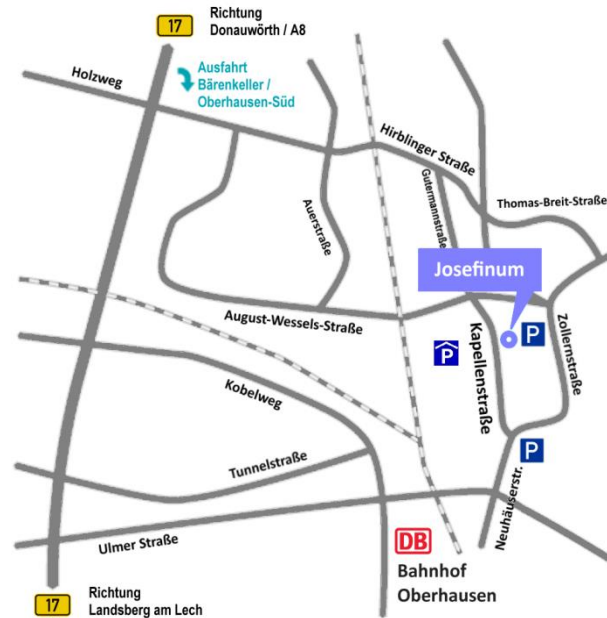 17
Richtung
Donauwörth / A8
Ausfahrt
Bärenkeller /
Oberhausen-Süd
Holzweg
Hirblinger Straße
Gutermannstraße
Thomas-Breit-Straße
Auerstraße
Josefinum
August-Wessels-Straße
P
P
Kapellenstraße
Zollernstraße
Kobelweg
Tunnelstraße
P
Neuhäuserstr.
Ulmer Straße
DB
Bahnhof
Oberhausen
17
Richtung
Landsberg am Lech